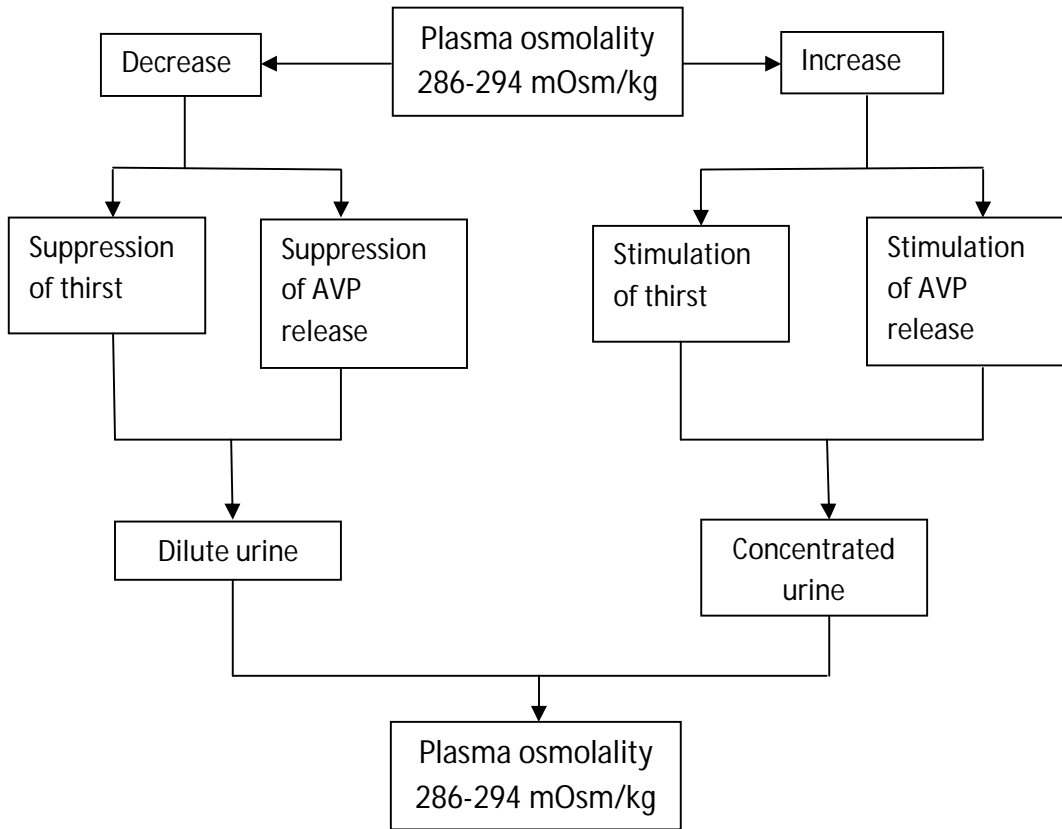 Plasma osmolality
286-294 mOsm/kg
Decrease
Increase
Suppression
of thirst
Suppression
of AVP
release
Stimulation
of thirst
Stimulation
of AVP
release
Dilute urine
Concentrated
urine
Plasma osmolality
286-294 mOsm/kg